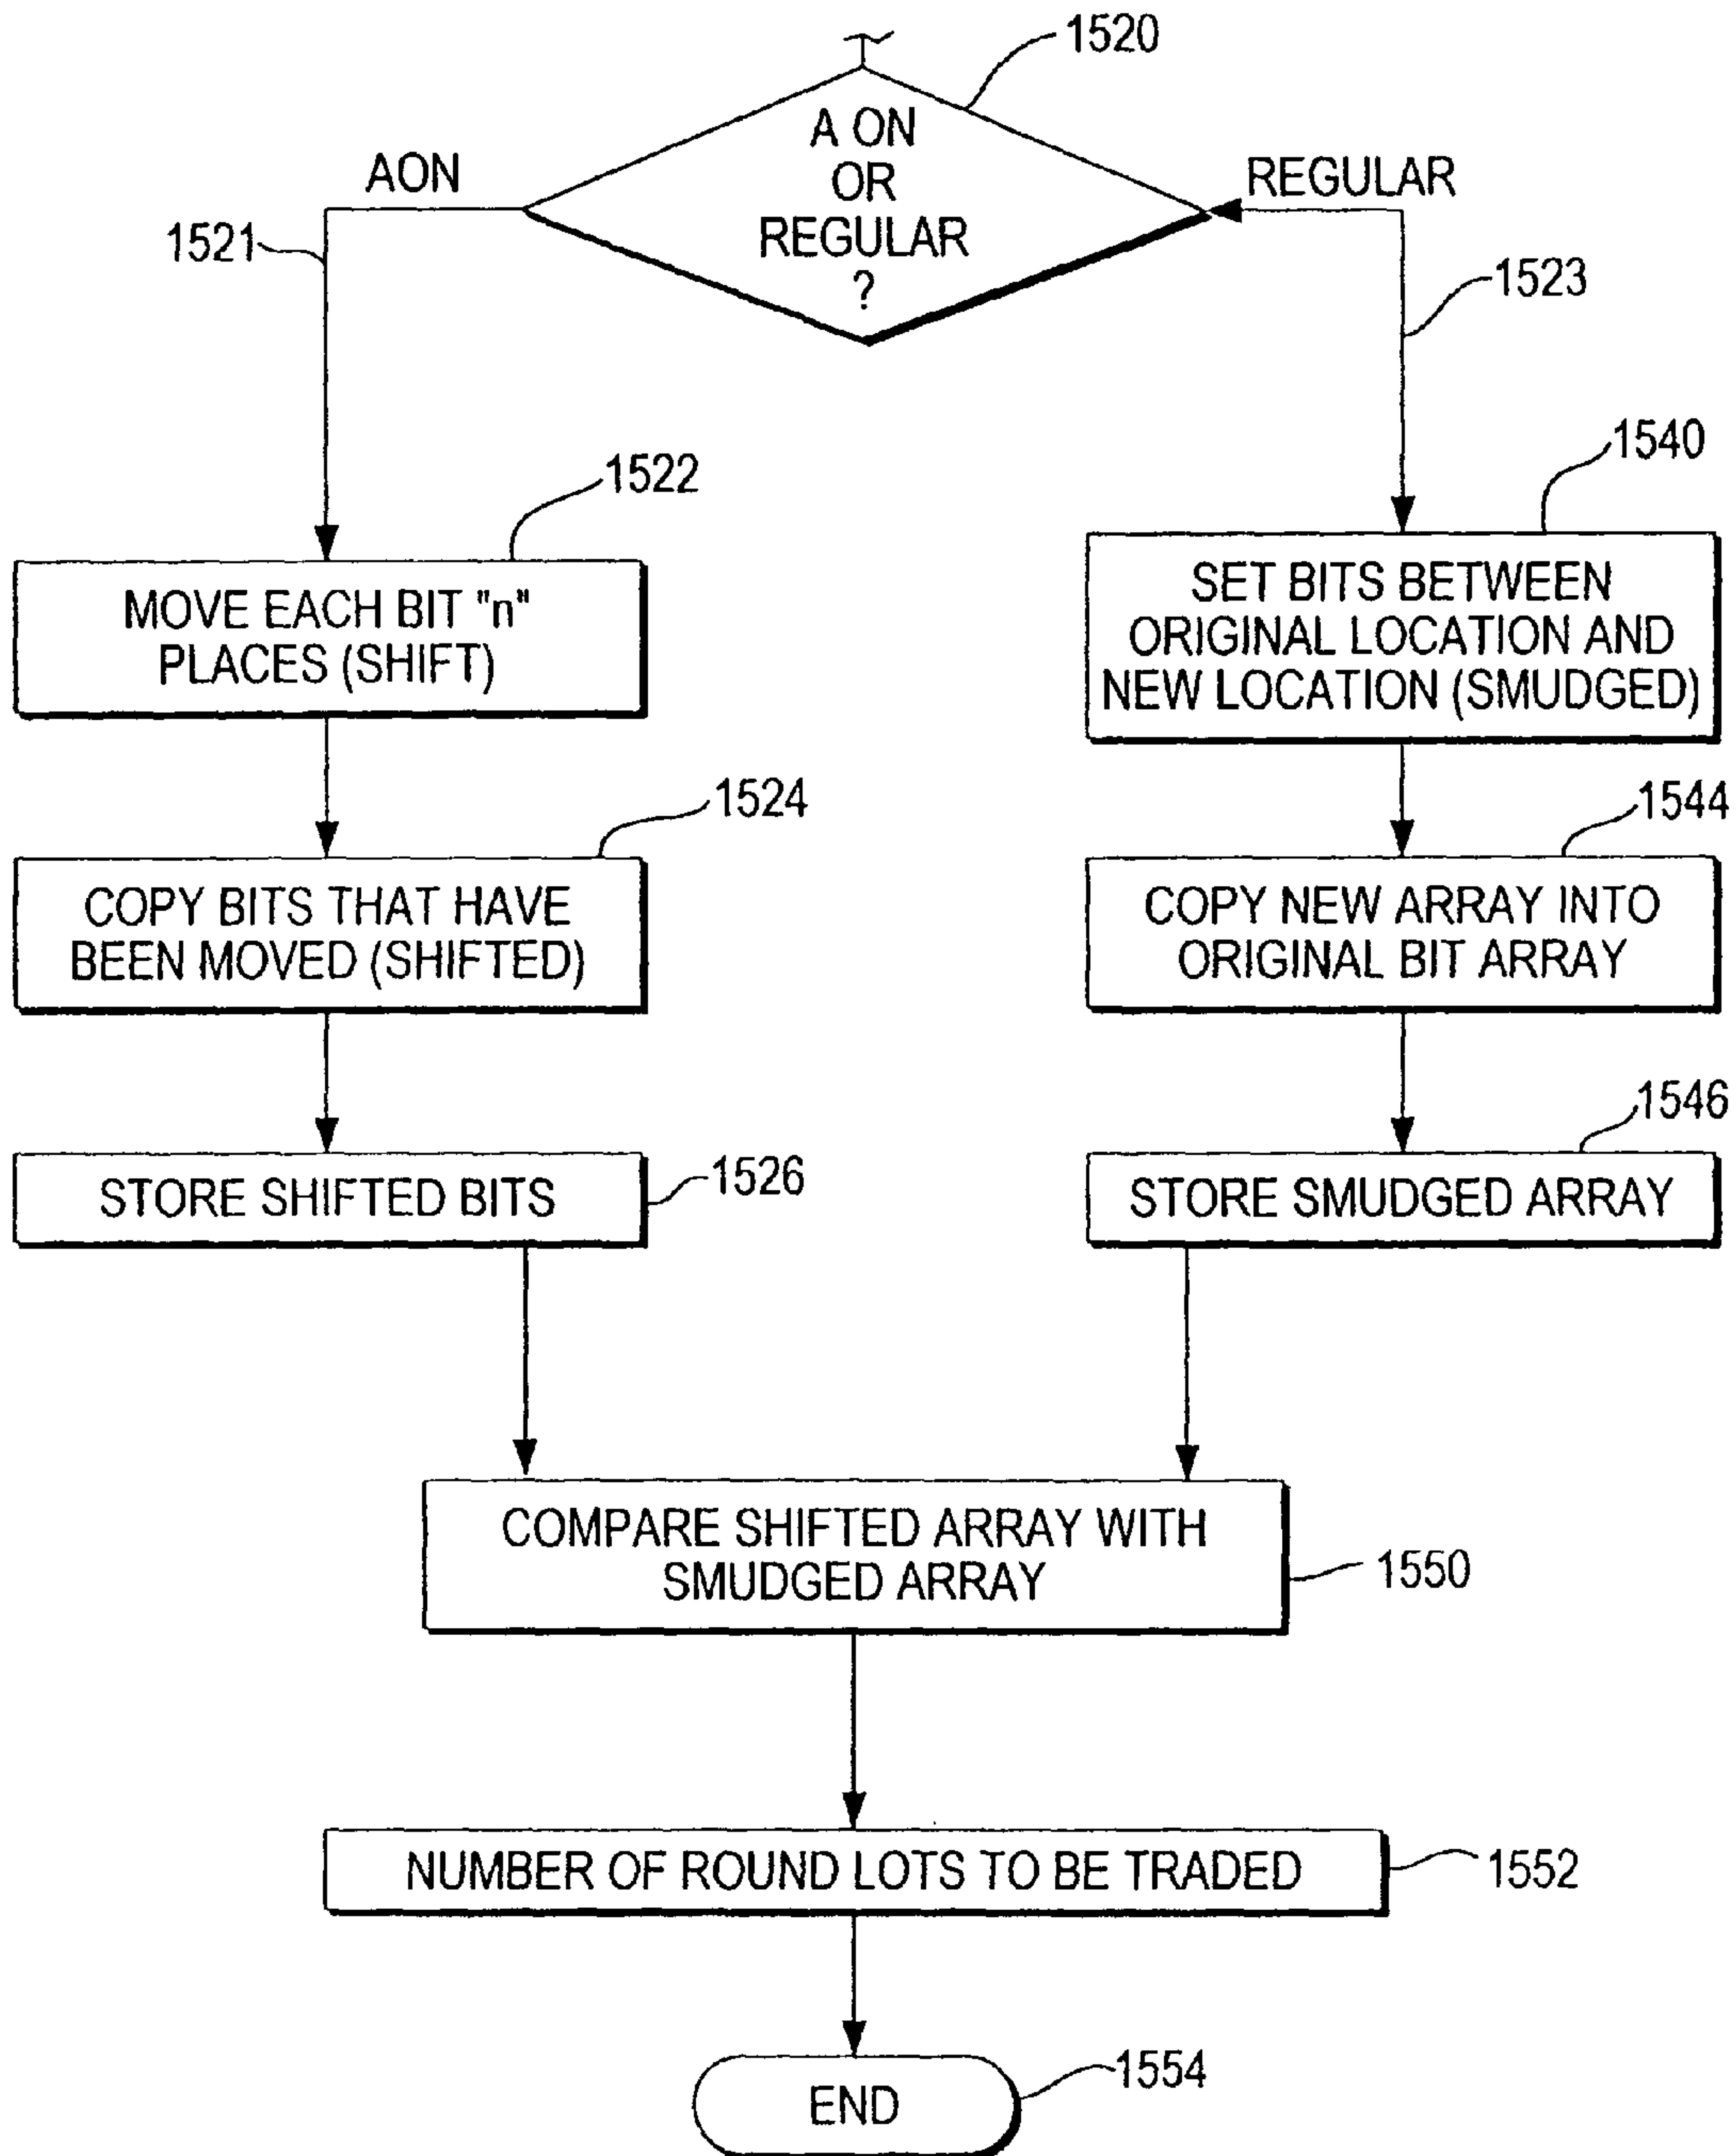 1520
A ON
OR
REGULAR
?
AON
REGULAR
1521
1523
1522
MOVE EACH BIT "n"
PLACES (SHIFT)
1540
SET BITS BETWEEN
ORIGINAL LOCATION AND
NEW LOCATION (SMUDGED)
1524
COPY BITS THAT HAVE
BEEN MOVED (SHIFTED)
1544
COPY NEW ARRAY INTO
ORIGINAL BIT ARRAY
STORE SHIFTED BITS
1526
1546
STORE SMUDGED ARRAY
COMPARE SHIFTED ARRAY WITH
SMUDGED ARRAY
1550
NUMBER OF ROUND LOTS TO BE TRADED
1552
END
1554